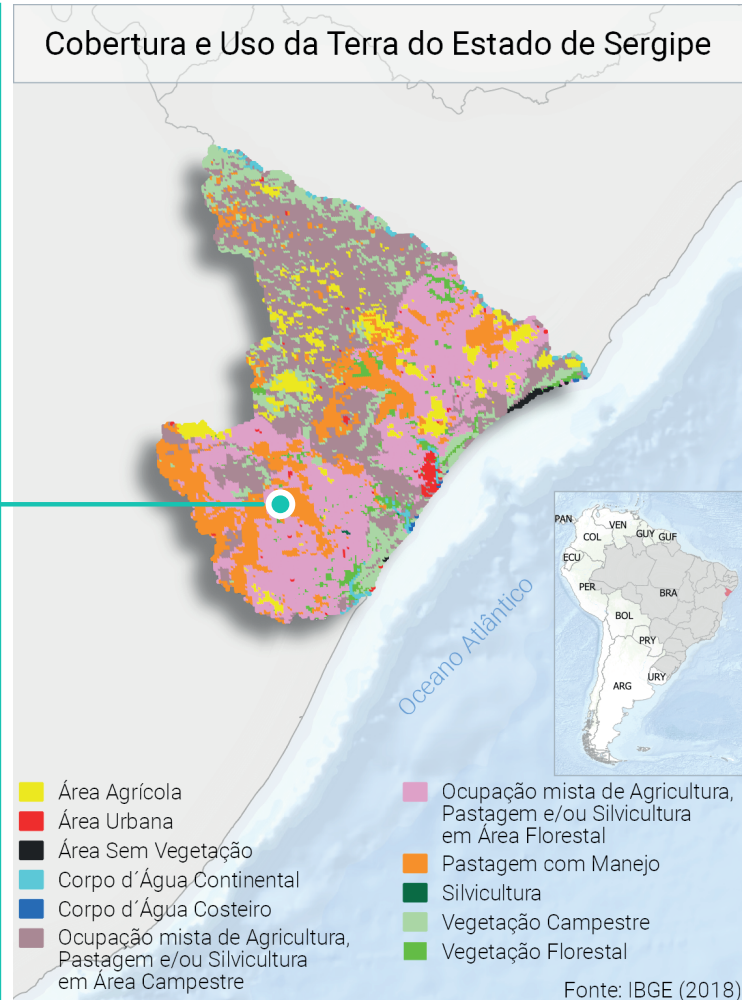 Cobertura e Uso da Terra do Estado de Sergipe
Oceano Atlântico
PAN
VEN
COL
GUY
GUF
ECU
PER
BRA
BOL
PRY
URY
ARG
Área Agrícola
Área Urbana
Área Sem Vegetação
Corpo d´Água Continental
Corpo d´Água Costeiro
Ocupação mista de Agricultura,
Pastagem e/ou Silvicultura
em Área Campestre
Ocupação mista de Agricultura,
Pastagem e/ou Silvicultura
em Área Florestal
Pastagem com Manejo
Silvicultura
Vegetação Campestre
Vegetação Florestal
Fonte: IBGE (2018)